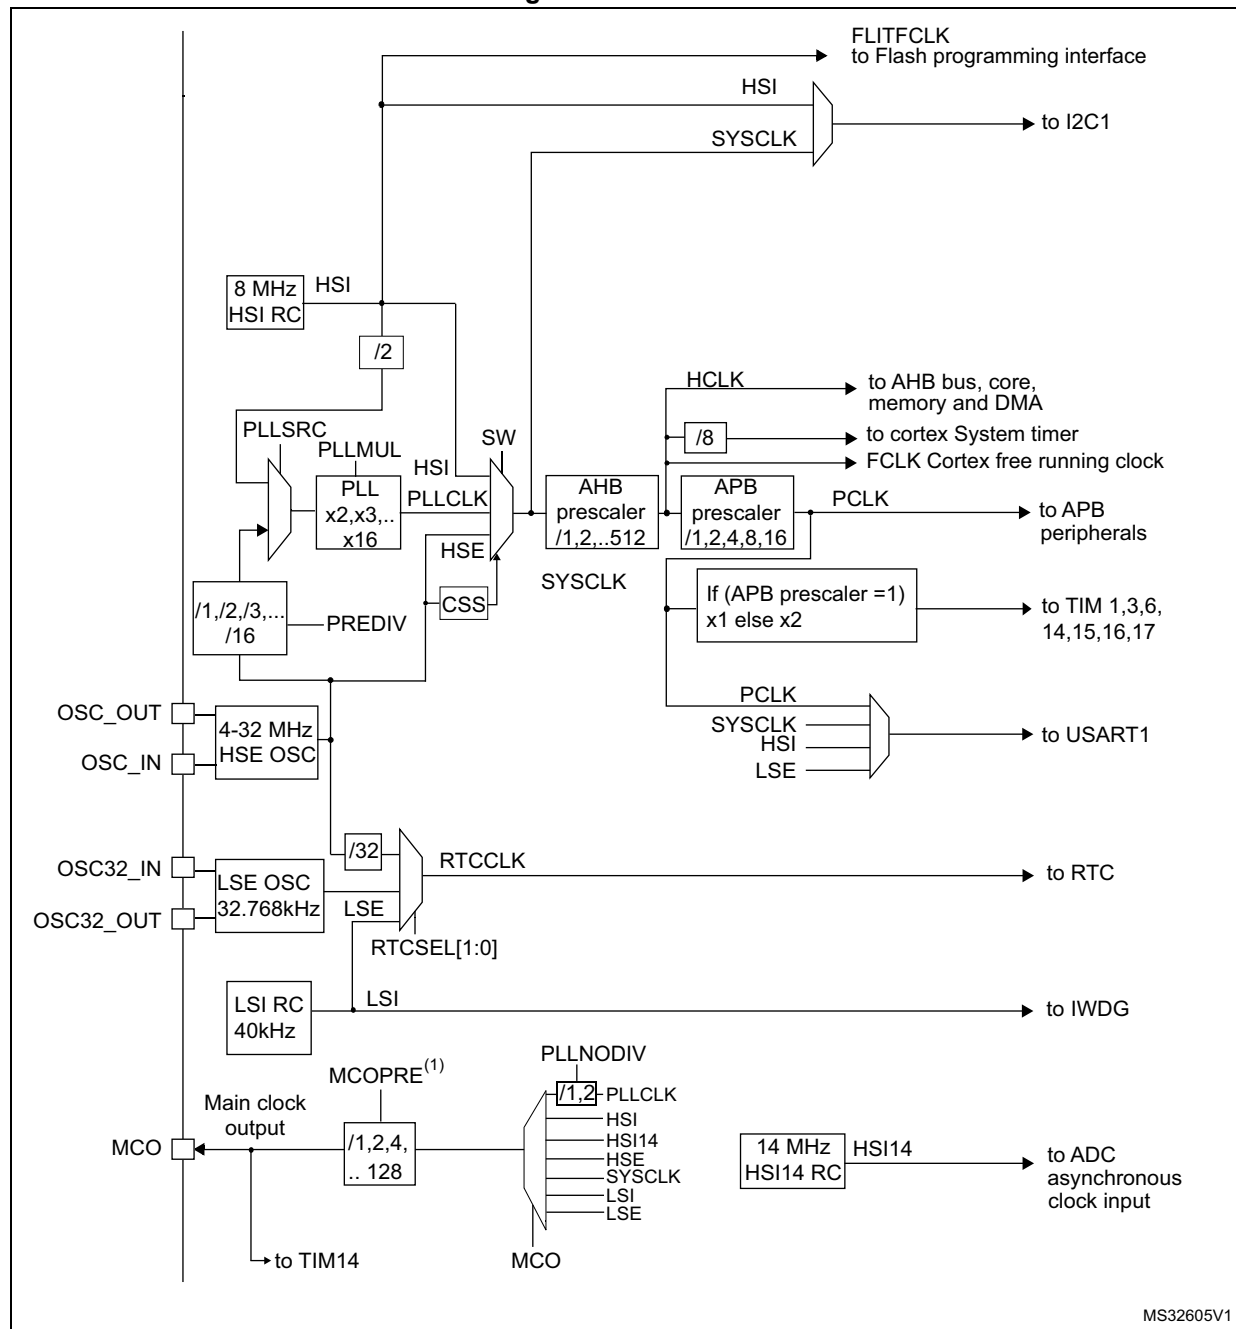 FLITFCLK
to Flash programming interface
HSI
to I2C1
SYSCLK
8 MHz
HSI RC
HSI
/2
HCLK
to AHB bus, core,
memory and DMA
/8
to cortex System timer
FCLK Cortex free running clock
PLLSRC
PLLMUL
SW
HSI
PLL
x2,x3,..
x16
PLLCLK
AHB
prescaler
/1,2,..512
APB
prescaler
/1,2,4,8,16
PCLK
to APB
peripherals
HSE
SYSCLK
CSS
/1,/2,/3,...
/16
PREDIV
If (APB prescaler =1)
x1 else x2
to TIM 1,3,6,
14,15,16,17
OSC_OUT
OSC_IN
4-32 MHz
HSE OSC
PCLK
SYSCLK
HSI
LSE
to USART1
/32
OSC32_IN
OSC32_OUT
LSE OSC
32.768kHz
LSE
RTCCLK
to RTC
RTCSEL[1:0]
LSI RC
40kHz
LSI
to IWDG
PLLNODIV
MCOPRE(1)
/1,2
PLLCLK
HSI
HSI14
HSE
SYSCLK
LSI
LSE
Main clock
output
MCO
/1,2,4,
.. 128
14 MHz
HSI14 RC
HSI14
to ADC
asynchronous
clock input
to TIM14
MCO
MS32605V1